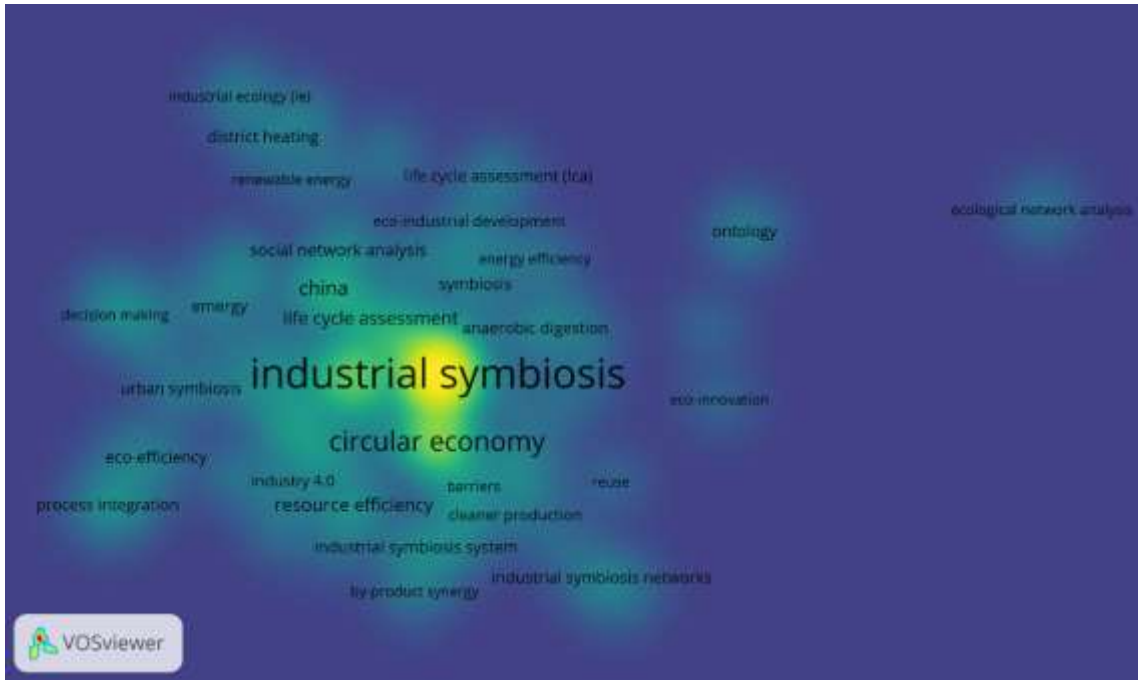 industrial ecology (ie)
district heating
renewable energy
life cycle assessment (lca)
ecological network analysis
eco-industrial development
ontology
social network analysis
energy efficiency
china
symbiosis
decision making
emergy
life cycle assessment
anaerobic digestion
industrial symbiosis
urban symbiosis
eco-innovation
circular economy
eco-efficiency
industry 4.0
barriers
reuse
process integration
resource efficiency
cleaner production
industrial symbiosis system
industrial symbiosis networks
by-product synergy
VOSviewer